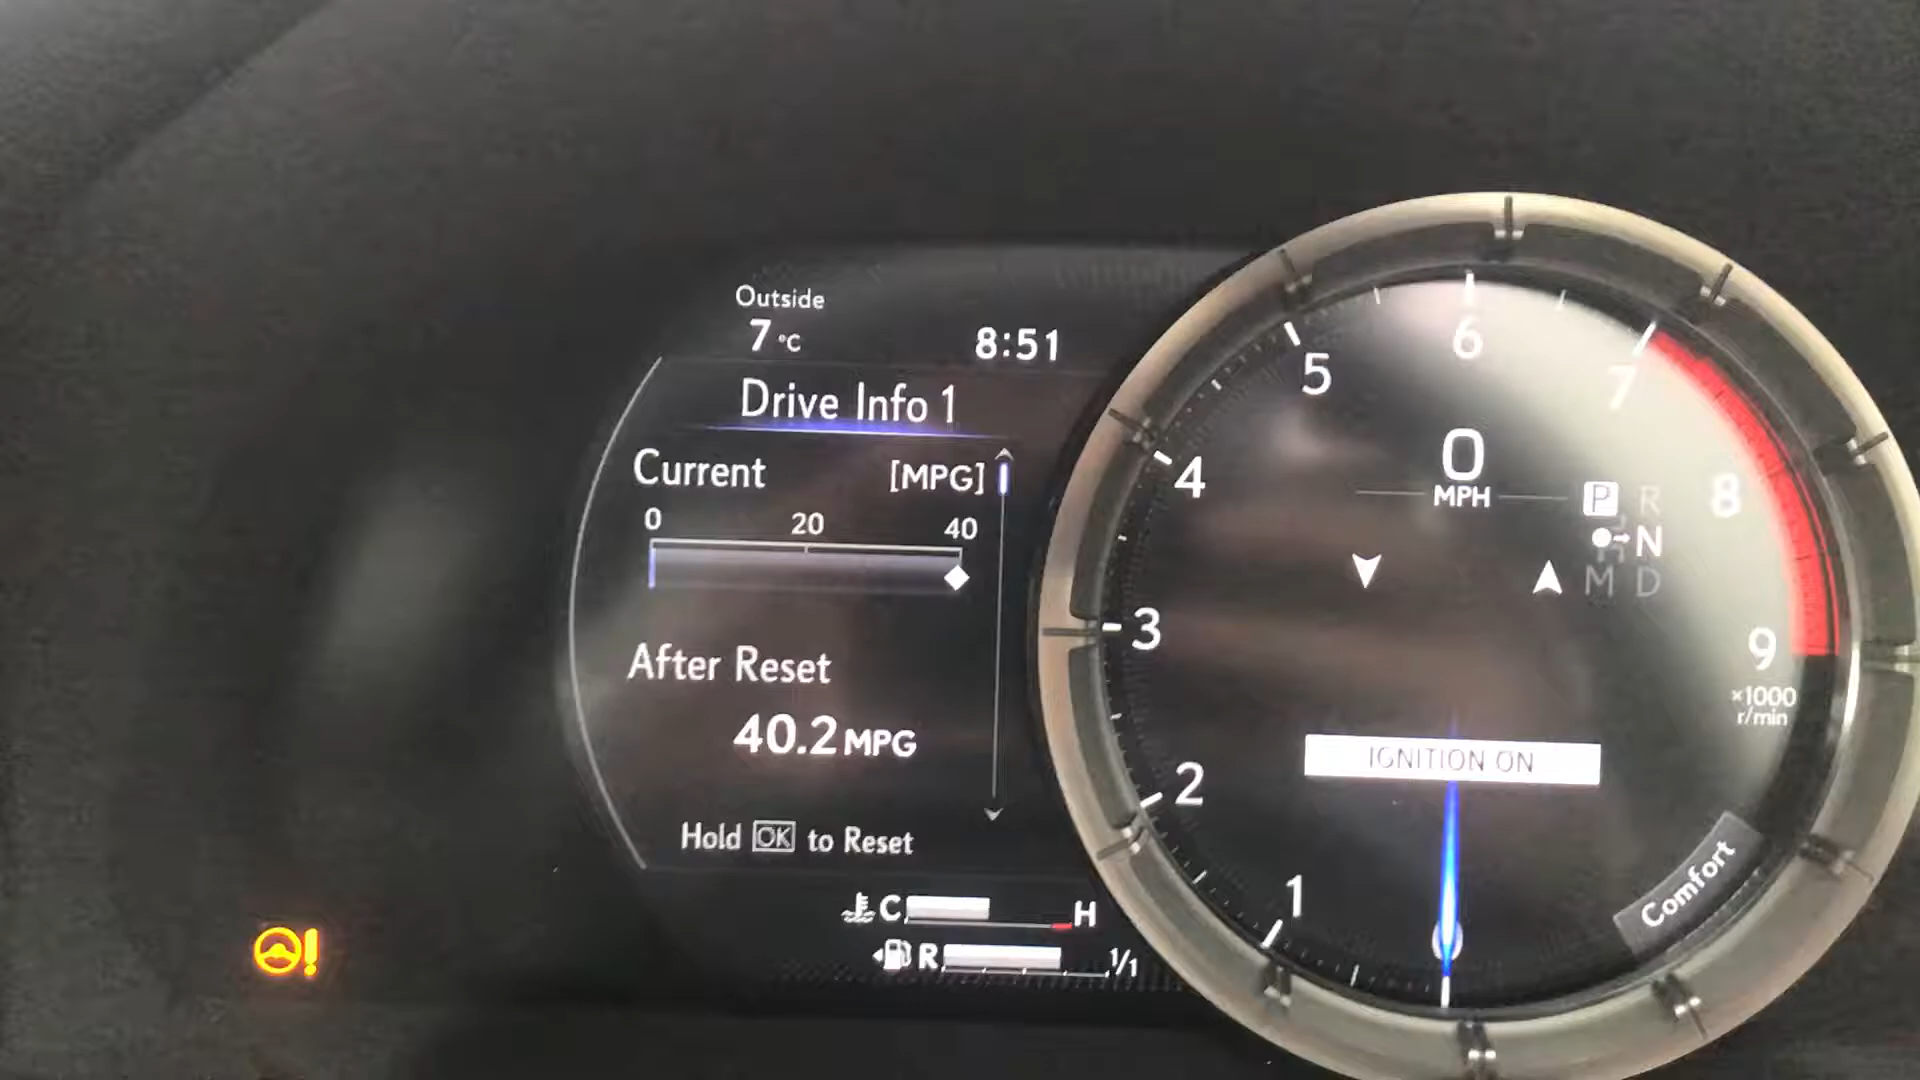 Outside
7 °C
8:51
Drive Info 1
Current [MPG]
0 20 40
After Reset
40.2 MPG
Hold OK to Reset
C H
R 1/1
!
1
2
3
4
5
6
7
8
9
×1000
r/min
0
MPH
P R
N
M D
IGNITION ON
Comfort